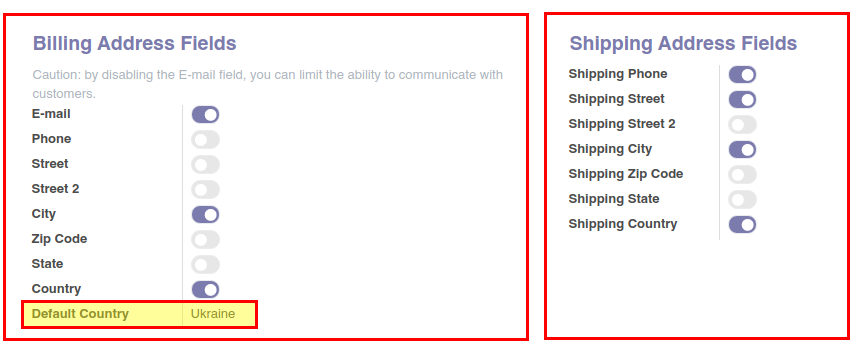 Billing Address Fields
Caution: by disabling the E-mail field, you can limit the ability to communicate with
customers.
E-mail
Phone
Street
Street 2
City
Zip Code
State
Country
Default Country Ukraine
Shipping Address Fields
Shipping Phone
Shipping Street
Shipping Street 2
Shipping City
Shipping Zip Code
Shipping State
Shipping Country